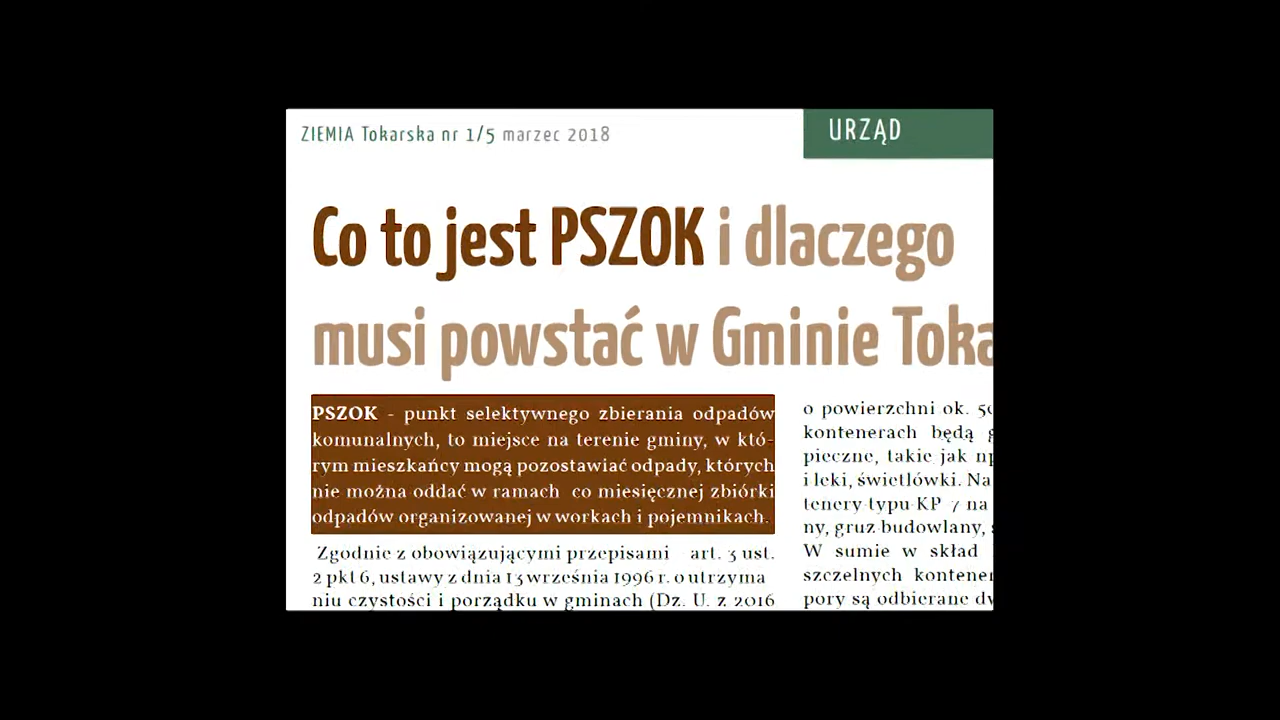 ZIEMIA Tokarska nr 1/5 marzec 2018
URZĄD
Co to jest PSZOK i dlaczego
musi powstać w Gminie Toka
PSZOK - punkt selektywnego zbierania odpadów
komunalnych, to miejsce na terenie gminy, w któ-
rym mieszkańcy mogą pozostawiać odpady, których
nie można oddać w ramach co miesięcznej zbiórki
odpadów organizowanej w workach i pojemnikach.
Zgodnie z obowiązującymi przepisami art. 3 ust.
2 pkt 6, ustawy z dnia 13 września 1996 r. o utrzyma
niu czystości i porządku w gminach (Dz. U. z 2016
o powierzchni ok.
kontenerach będą
pieczne, takie jak np
i leki, świetlówki. Na
tenery typu KP 7 na
ny, gruz budowlany,
W sumie w skład
szczelnych kontener
pory są odbierane dw